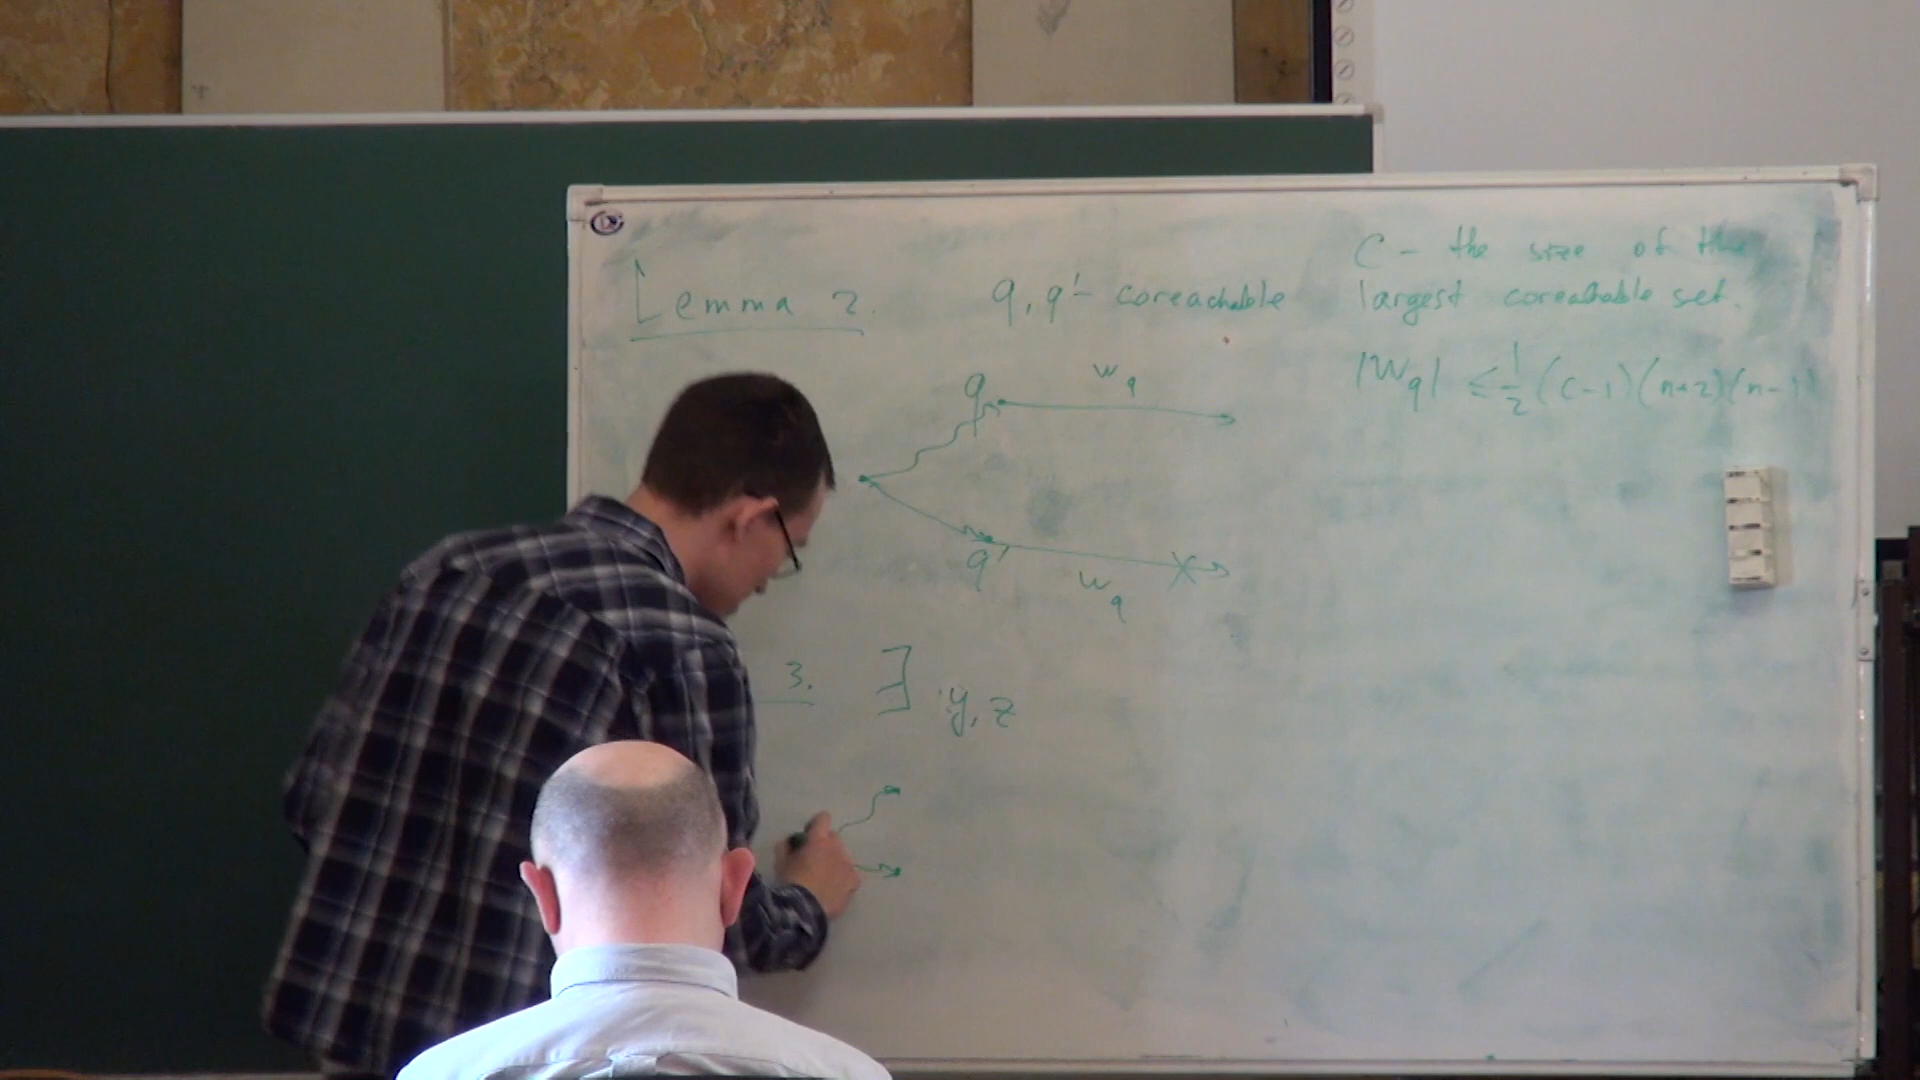 Lemma 2. q, q' - coreachable
C - the size of the
largest coreachable set.
|W_q| ≤ 1/2 (c-1)(n+2)(n-1)
q
w_q
q'
w_q
3. ∃ y, z